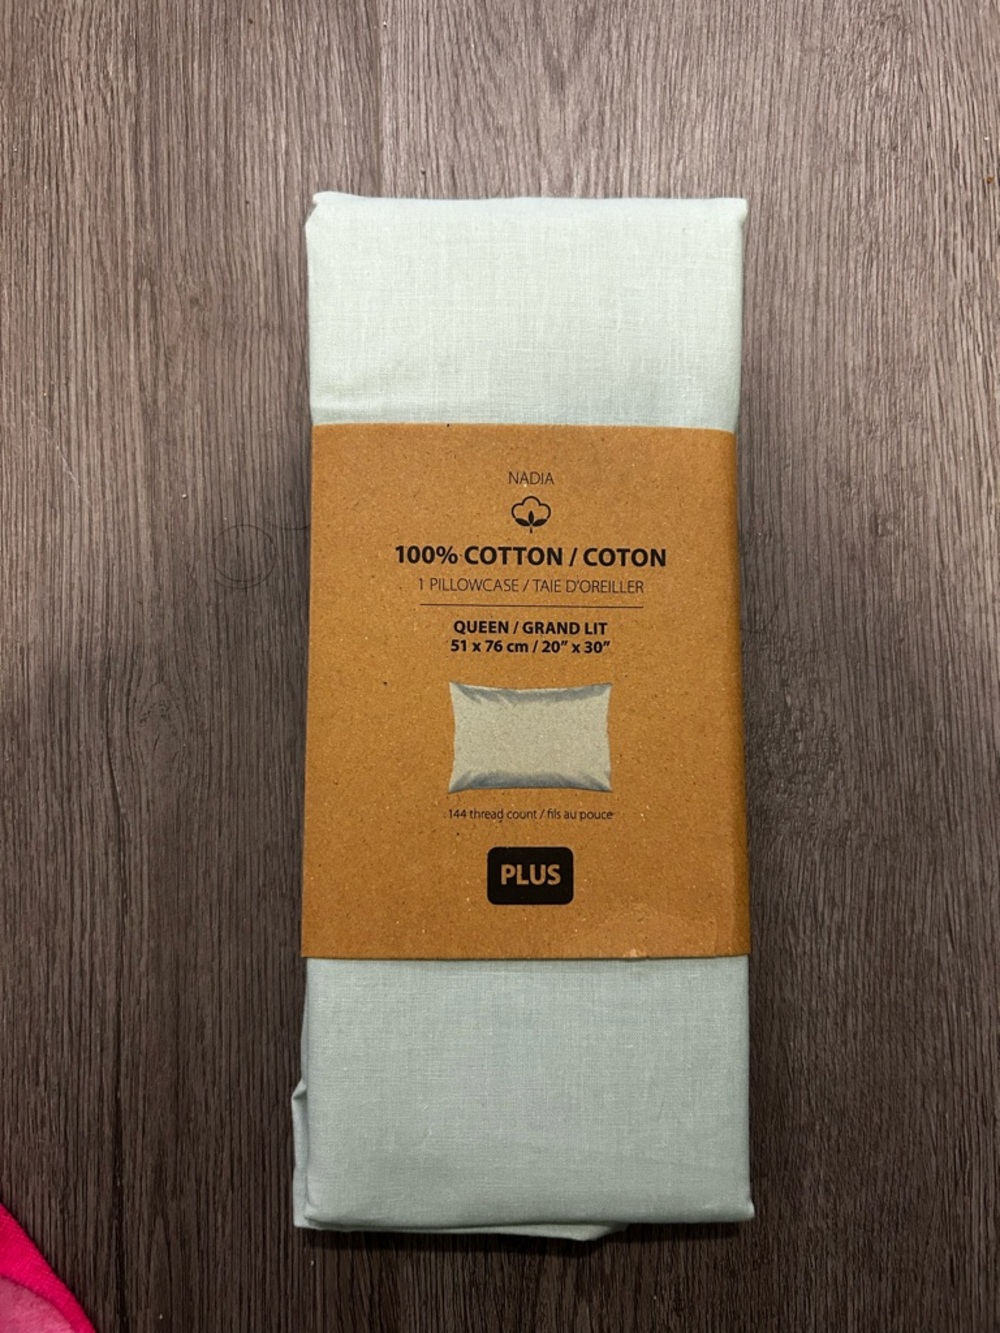 NADIA
100% COTTON / COTON
1 PILLOWCASE / TAIE D'OREILLER
QUEEN / GRAND LIT
51 x 76 cm / 20” x 30”
144 thread count / fils au pouce
PLUS